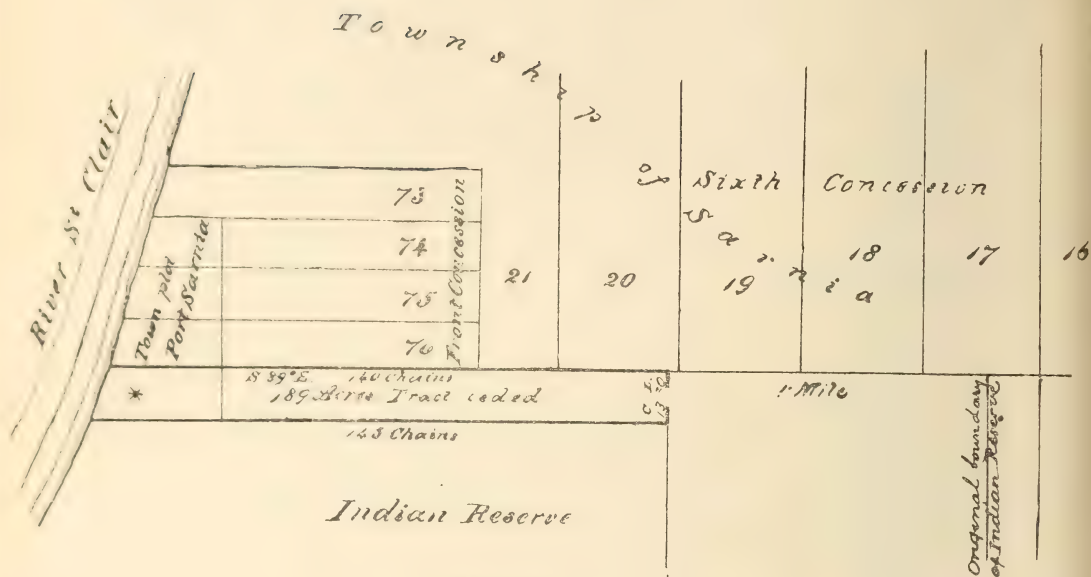 Township of Sarnia
River St Clair
Sixth Concession
Front Concession
73
74
75
76
Town plot
Port Sarnia
21
20
19
18
17
16
S 89° E. 140 Chains
189 Acres Tract ceded
*
C L
13 20
1 Mile
143 Chains
Indian Reserve
Original boundary
of Indian Reserve